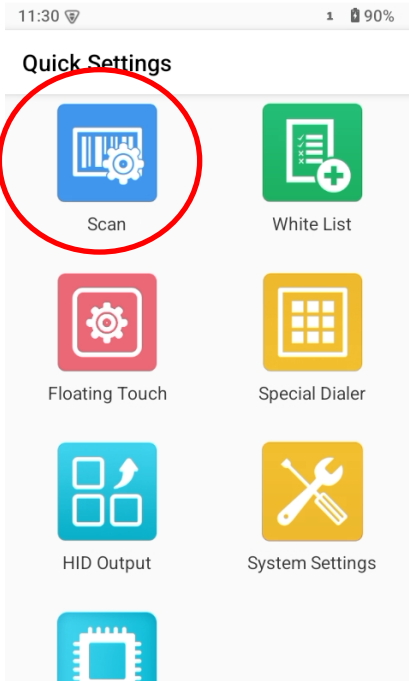 11:30 1 90%
Quick Settings
Scan White List
Floating Touch Special Dialer
HID Output System Settings